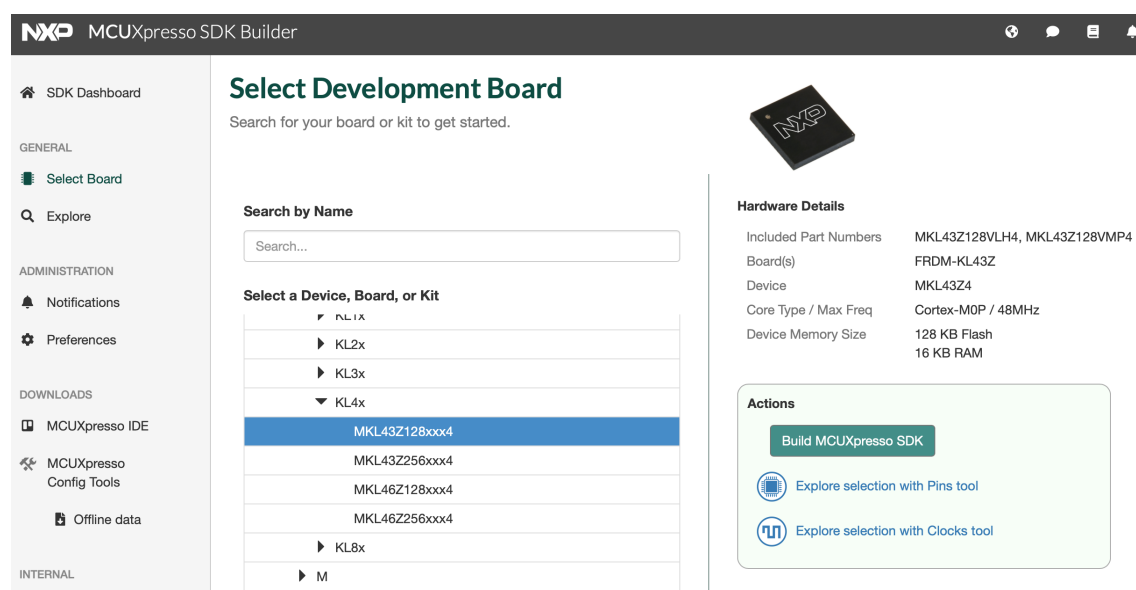 NXP MCUXpresso SDK Builder
SDK Dashboard
GENERAL
Select Board
Explore
ADMINISTRATION
Notifications
Preferences
DOWNLOADS
MCUXpresso IDE
MCUXpresso
Config Tools
Offline data
INTERNAL
Select Development Board
Search for your board or kit to get started.
Search by Name
Search...
Select a Device, Board, or Kit
KL1x
KL2x
KL3x
KL4x
MKL43Z128xxx4
MKL43Z256xxx4
MKL46Z128xxx4
MKL46Z256xxx4
KL8x
M
NXP
Hardware Details
Included Part Numbers MKL43Z128VLH4, MKL43Z128VMP4
Board(s) FRDM-KL43Z
Device MKL43Z4
Core Type / Max Freq Cortex-M0P / 48MHz
Device Memory Size 128 KB Flash
16 KB RAM
Actions
Build MCUXpresso SDK
Explore selection with Pins tool
Explore selection with Clocks tool